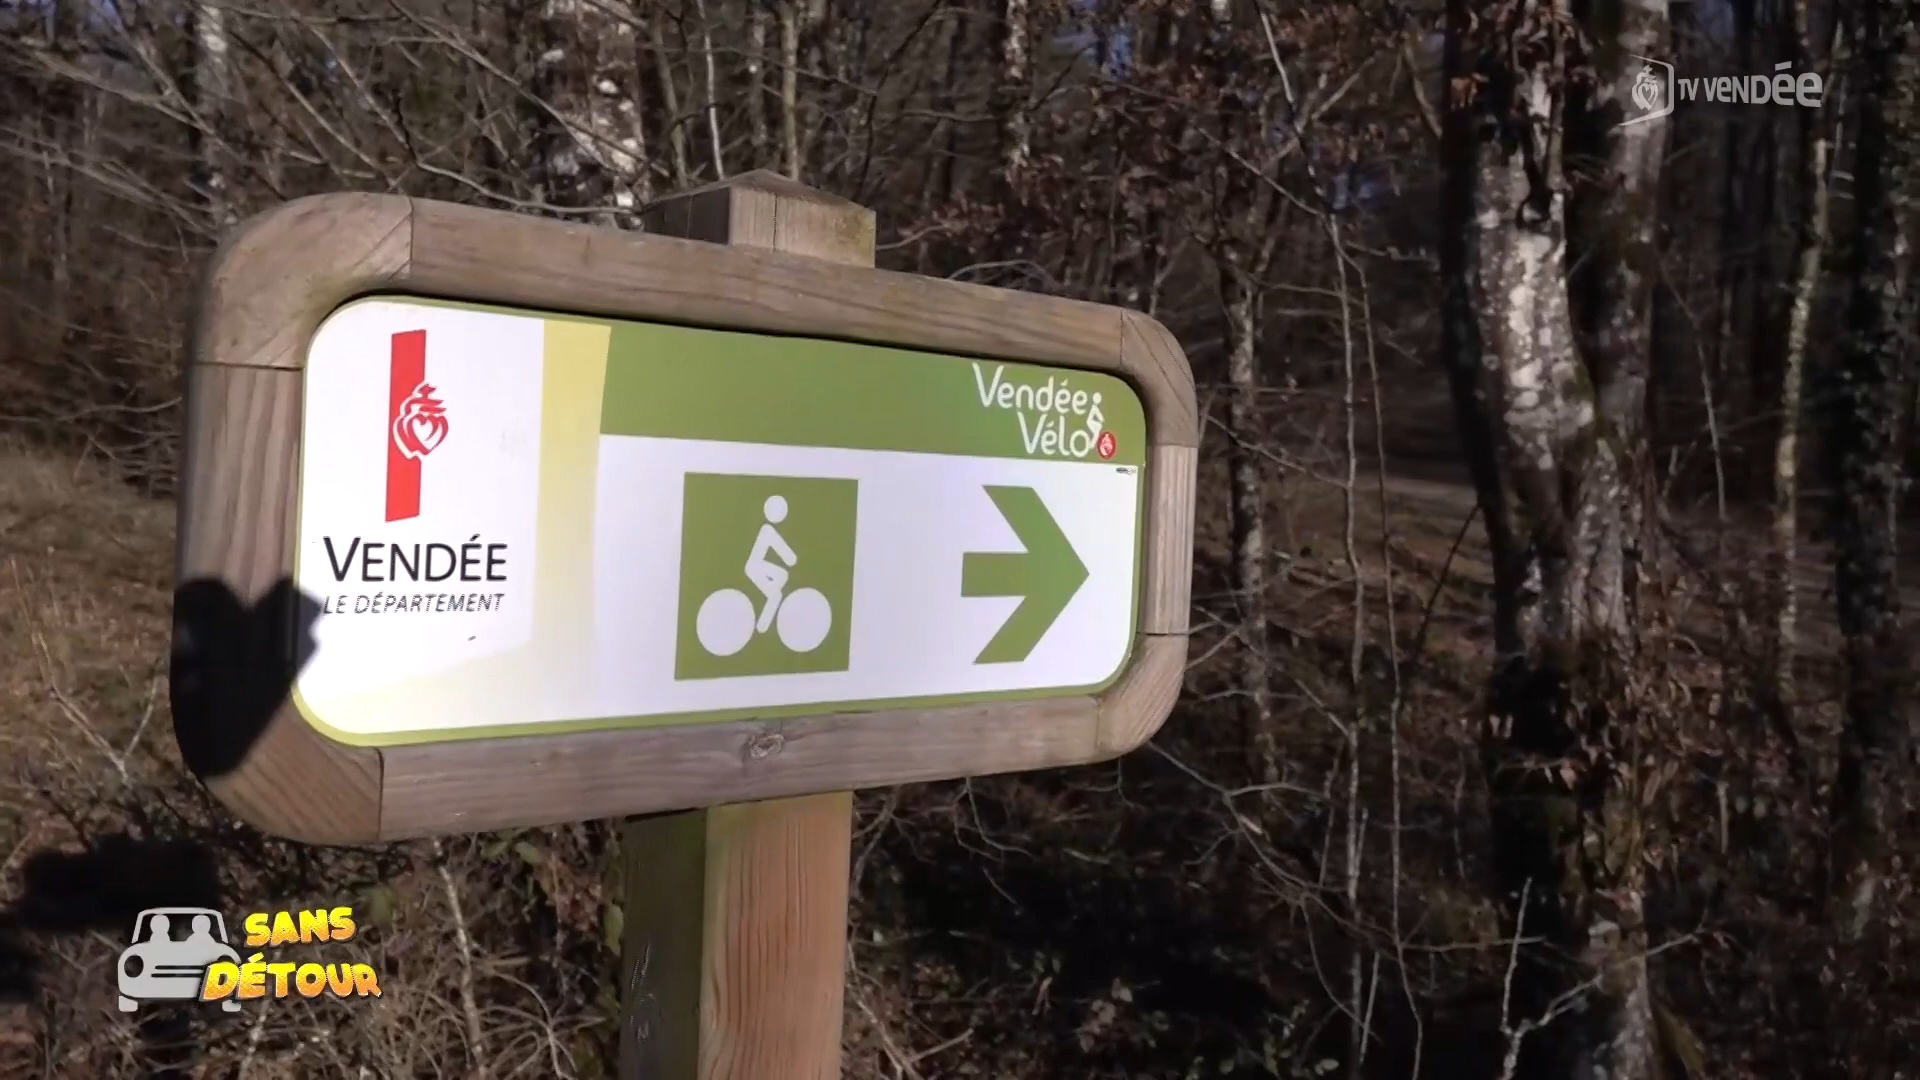 TV VENDÉE
Vendée
Vélo
VENDÉE
LE DÉPARTEMENT
SANS
DÉTOUR